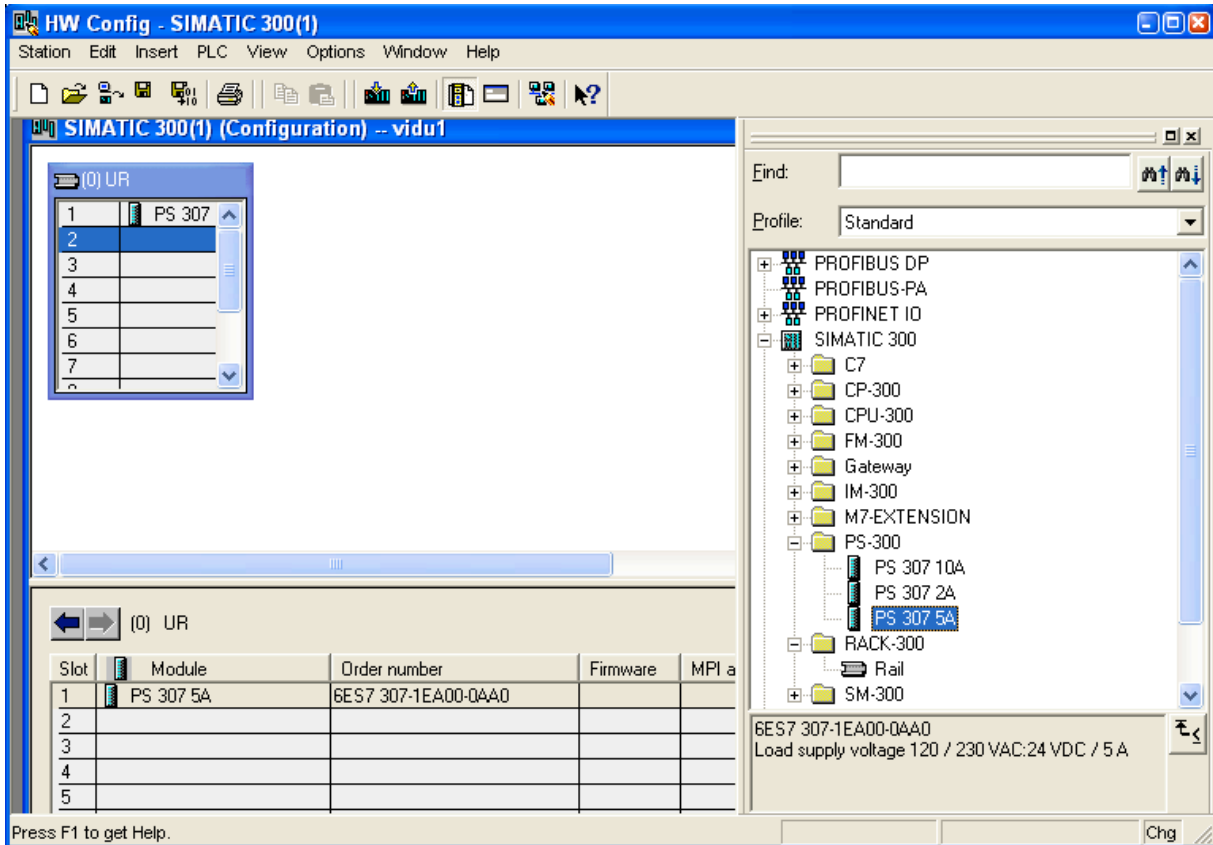 HW Config - SIMATIC 300(1)
Station Edit Insert PLC View Options Window Help
SIMATIC 300(1) (Configuration) -- vidu1
(0) UR
1 PS 307
2
3
4
5
6
7
Find:
Profile: Standard
PROFIBUS DP
PROFIBUS-PA
PROFINET IO
SIMATIC 300
C7
CP-300
CPU-300
FM-300
Gateway
IM-300
M7-EXTENSION
PS-300
PS 307 10A
PS 307 2A
PS 307 5A
RACK-300
Rail
SM-300
6ES7 307-1EA00-0AA0
Load supply voltage 120 / 230 VAC:24 VDC / 5 A
(0) UR
Slot Module Order number Firmware MPI a
1 PS 307 5A 6ES7 307-1EA00-0AA0
2
3
4
5
Press F1 to get Help.
Chg